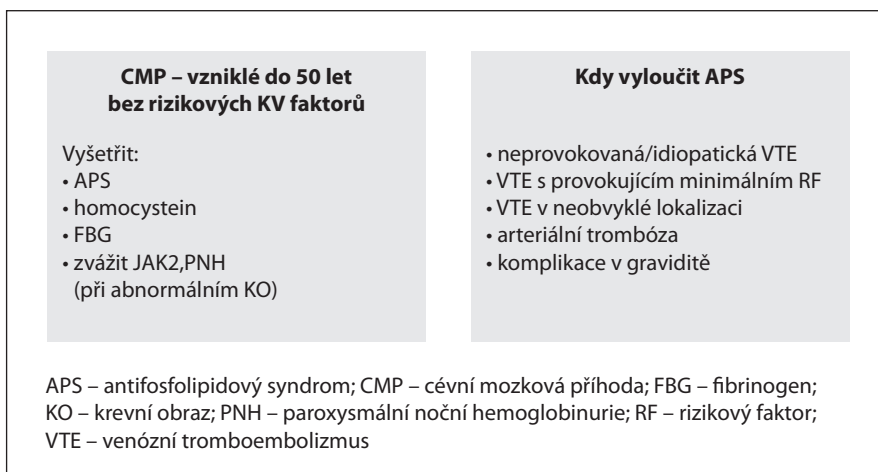 CMP – vzniklé do 50 let
bez rizikových KV faktorů
Vyšetřit:
• APS
• homocystein
• FBG
• zvážit JAK2,PNH
(při abnormálním KO)
Kdy vyloučit APS
• neprovokovaná/idiopatická VTE
• VTE s provokujícím minimálním RF
• VTE v neobvyklé lokalizaci
• arteriální trombóza
• komplikace v graviditě
APS – antifosfolipidový syndrom; CMP – cévní mozková příhoda; FBG – fibrinogen;
KO – krevní obraz; PNH – paroxysmální noční hemoglobinurie; RF – rizikový faktor;
VTE – venózní tromboembolizmus